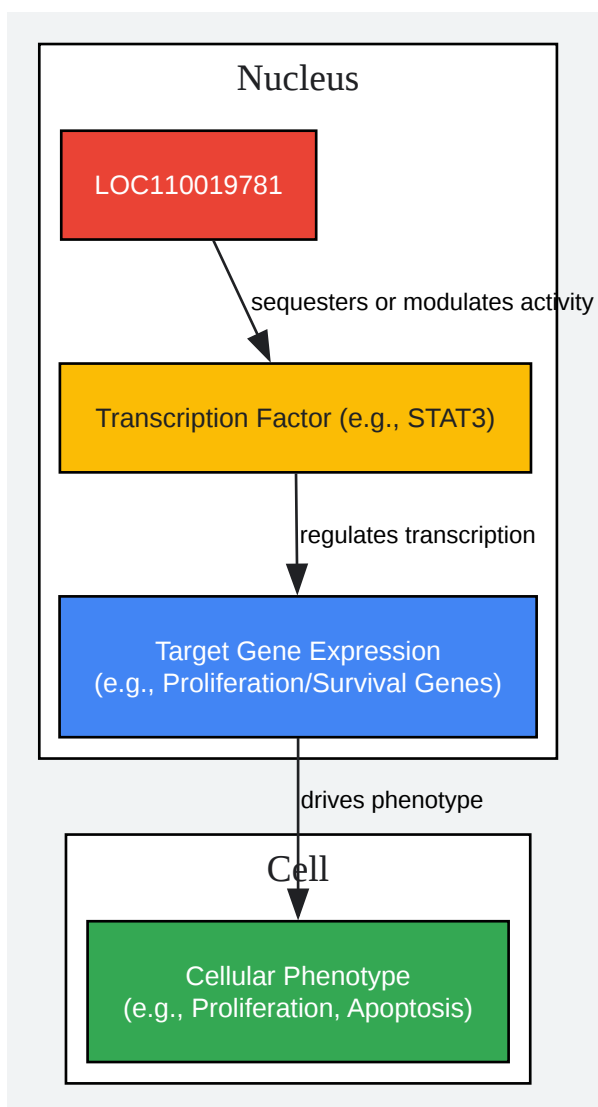 Nucleus
LOC110019781
sequesters or modulates activity
Transcription Factor (e.g., STAT3)
regulates transcription
Target Gene Expression
(e.g., Proliferation/Survival Genes)
drives phenotype
Cell
Cellular Phenotype
(e.g., Proliferation, Apoptosis)